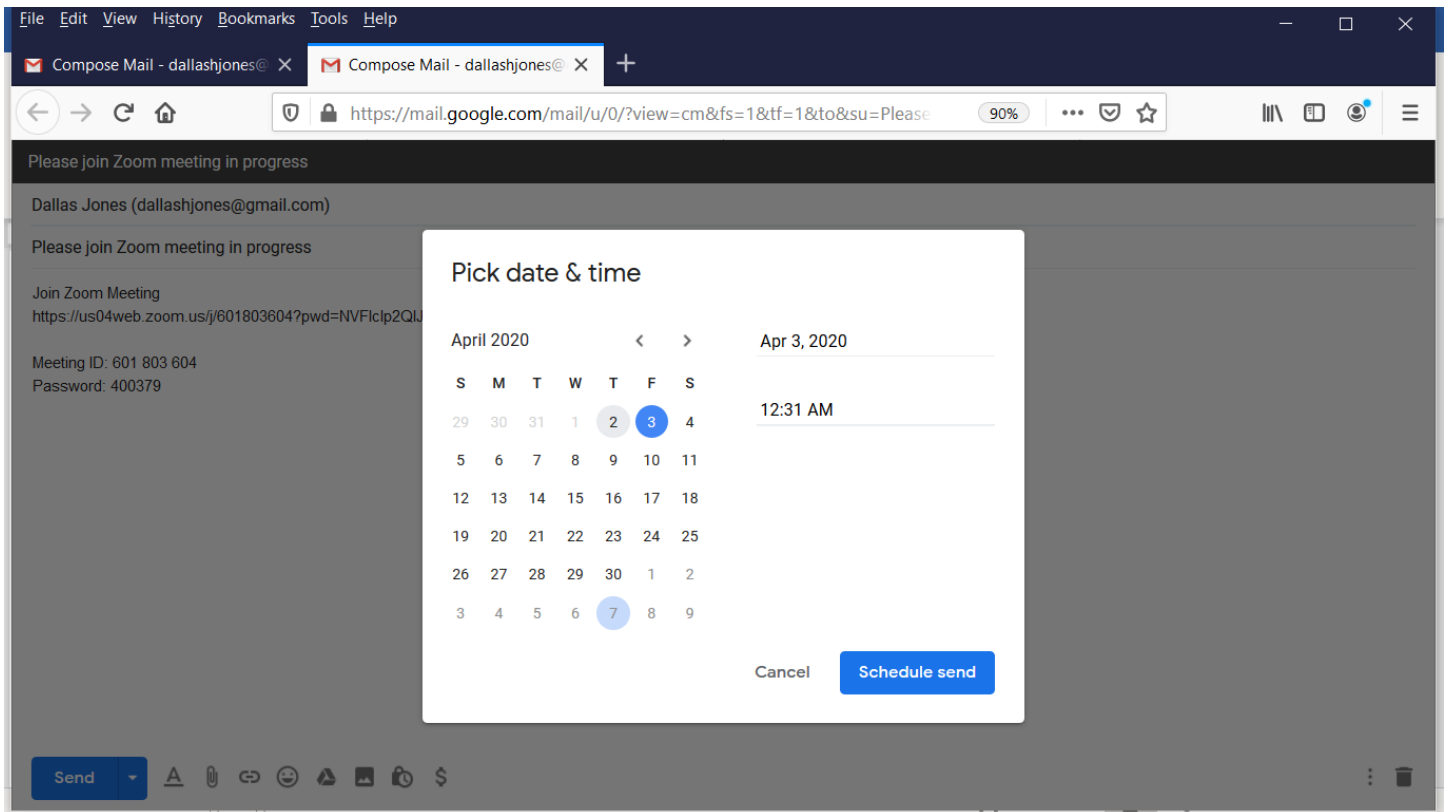 File Edit View History Bookmarks Tools Help
Compose Mail - dallashjones@ Compose Mail - dallashjones@
https://mail.google.com/mail/u/0/?view=cm&fs=1&tf=1&to&su=Please 90%
Please join Zoom meeting in progress
Dallas Jones (dallashjones@gmail.com)
Please join Zoom meeting in progress
Join Zoom Meeting
https://us04web.zoom.us/j/601803604?pwd=
Meeting ID: 601 803 604
Password: 400379
Pick date & time
April 2020
S M T W T F S
29 30 31 1 2 3 4
5 6 7 8 9 10 11
12 13 14 15 16 17 18
19 20 21 22 23 24 25
26 27 28 29 30 1 2
3 4 5 6 7 8 9
Apr 3, 2020
12:31 AM
Cancel Schedule send
Send